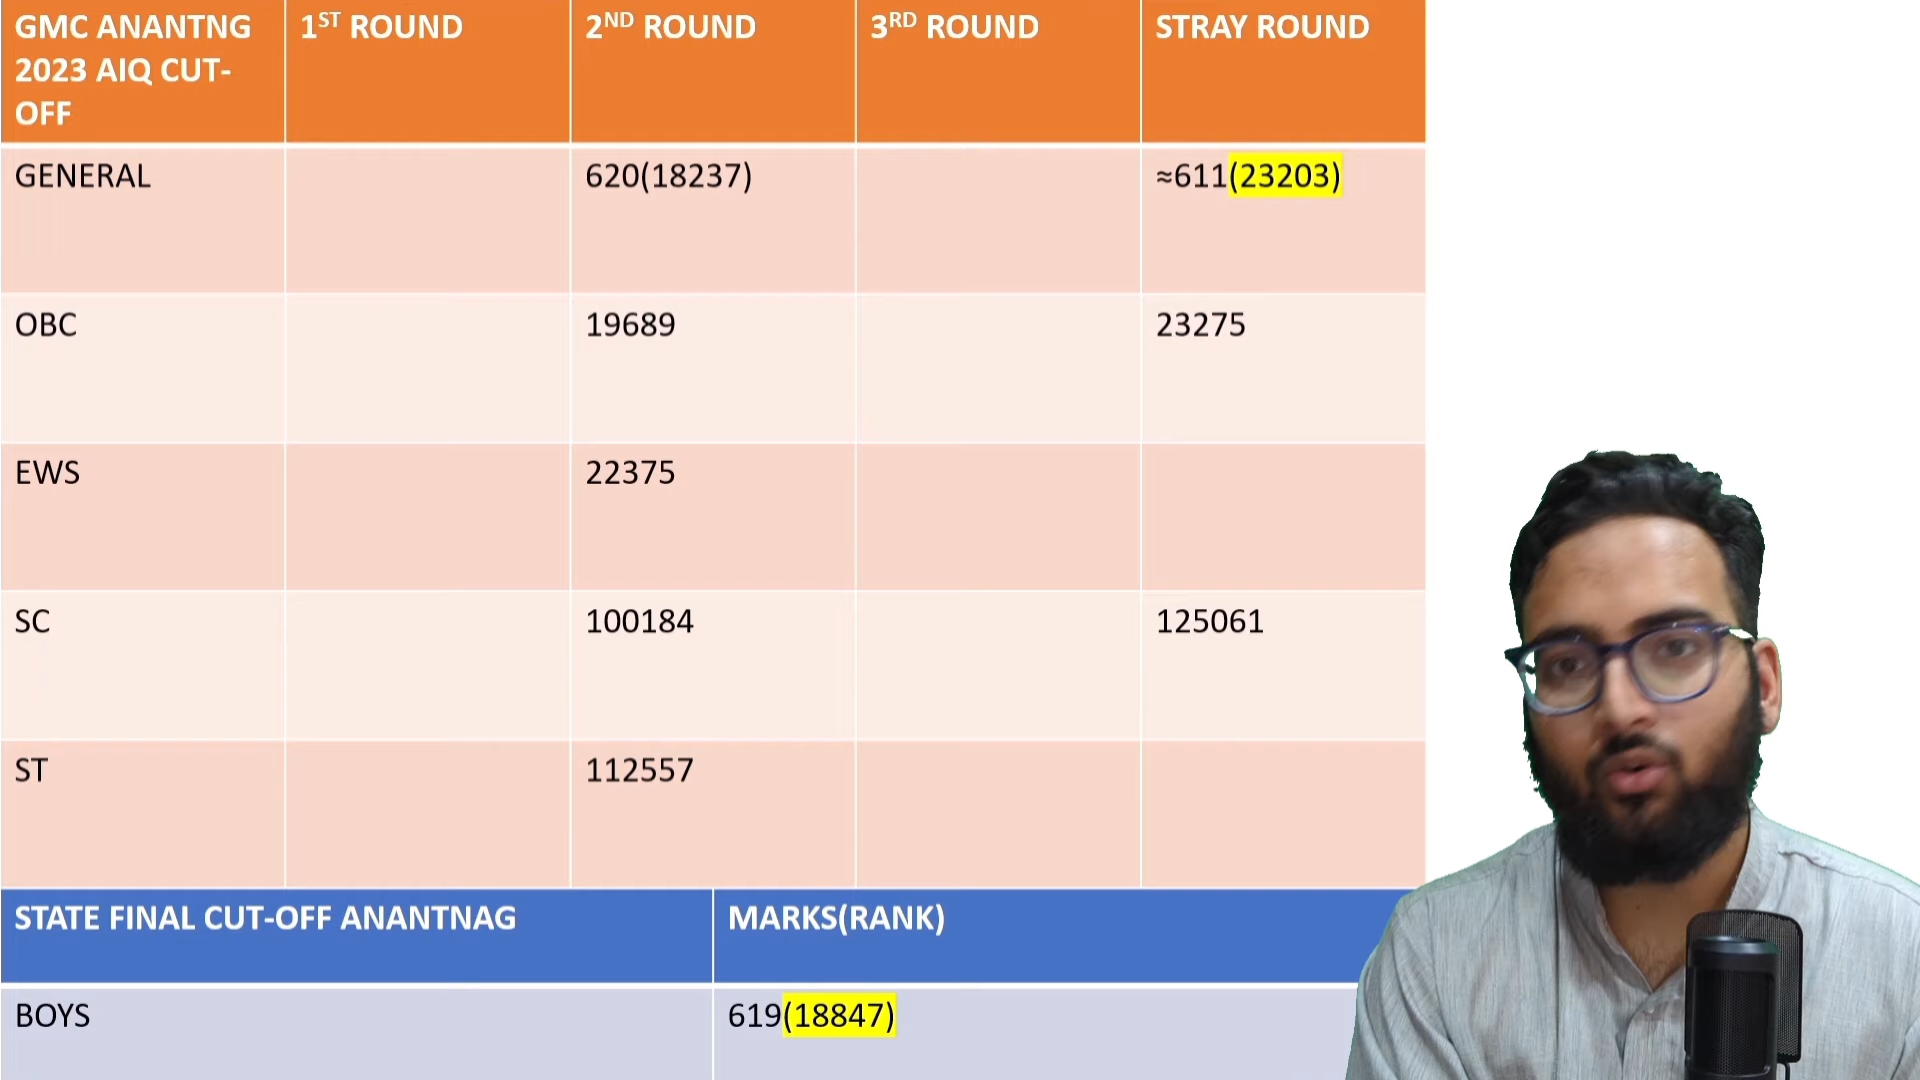 GMC ANANTNG 2023 AIQ CUT-OFF 1ST ROUND 2ND ROUND 3RD ROUND STRAY ROUND
GENERAL 620(18237) ≈611(23203)
OBC 19689 23275
EWS 22375
SC 100184 125061
ST 112557
STATE FINAL CUT-OFF ANANTNAG MARKS(RANK)
BOYS 619(18847)